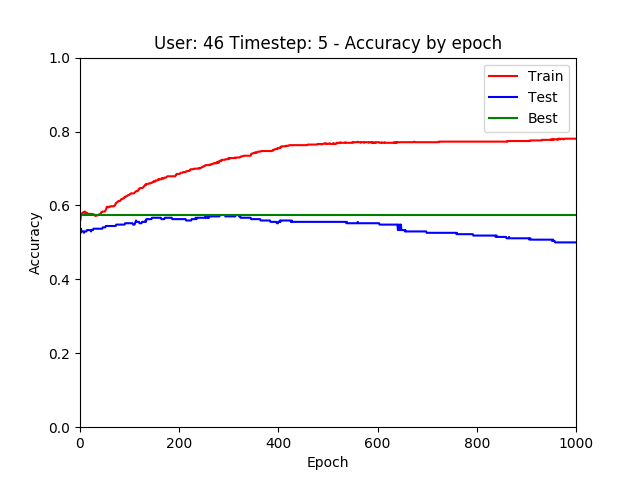 User: 46 Timestep: 5 - Accuracy by epoch
1.0
0.8
0.6
0.4
0.2
0.0
Accuracy
Train
Test
Best
0 200 400 600 800 1000
Epoch